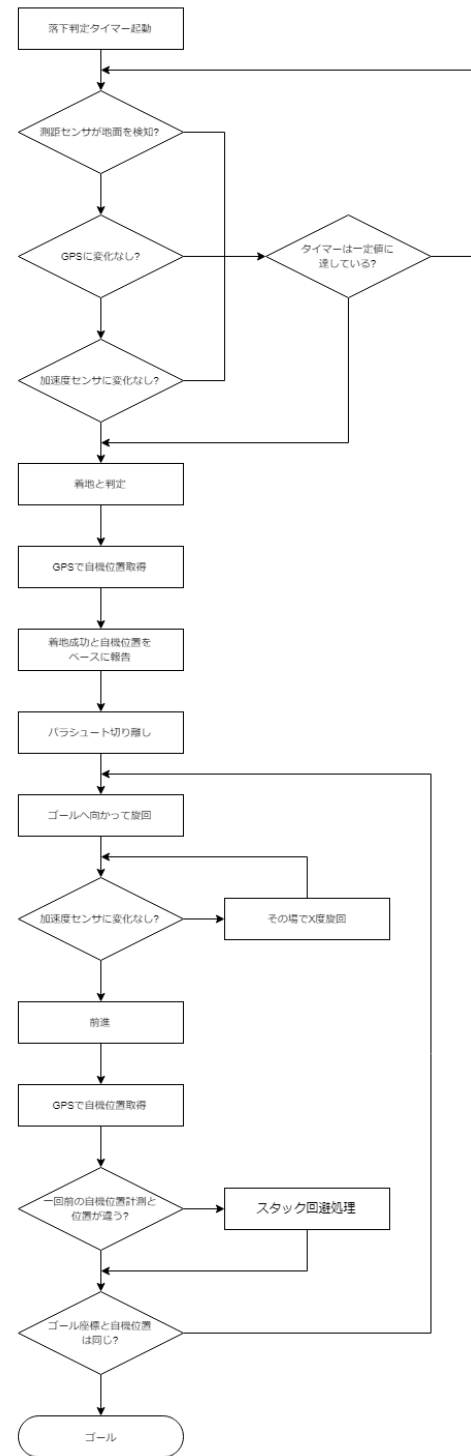 落下判定タイマー起動
測距センサが地面を検知?
GPSに変化なし?
タイマーは一定値に
達している?
加速度センサに変化なし?
着地と判定
GPSで自機位置取得
着地成功と自機位置を
ベースに報告
パラシュート切り離し
ゴールへ向かって旋回
加速度センサに変化なし?
その場でX度旋回
前進
GPSで自機位置取得
一回前の自機位置計測と
位置が違う?
スタック回避処理
ゴール座標と自機位置
は同じ?
ゴール